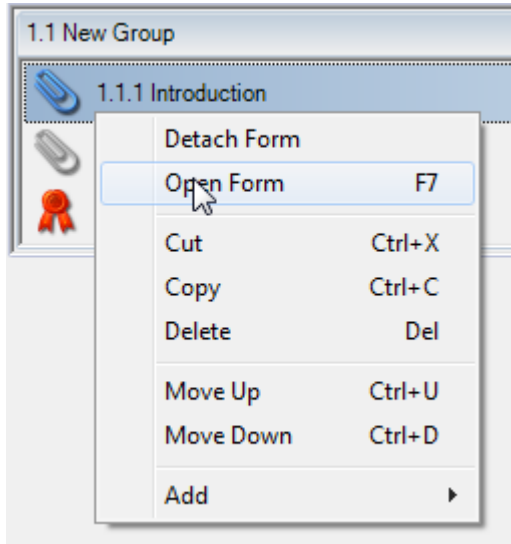 1.1 New Group
1.1.1 Introduction
Detach Form
Open Form F7
Cut Ctrl+X
Copy Ctrl+C
Delete Del
Move Up Ctrl+U
Move Down Ctrl+D
Add